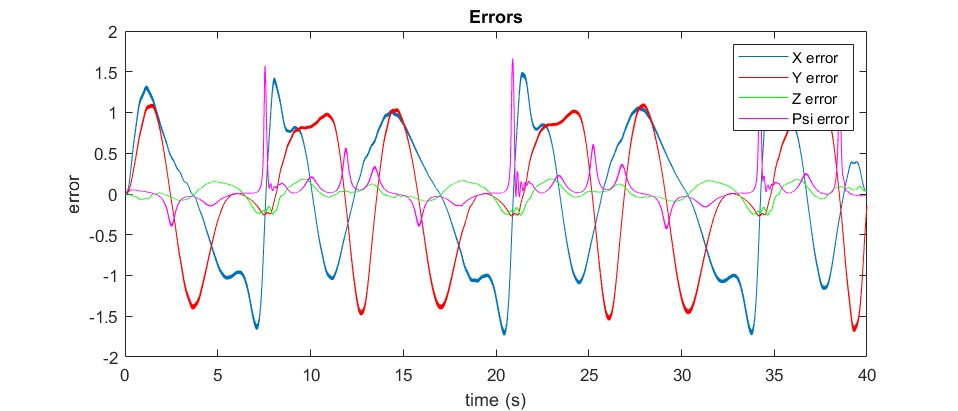 Errors
2
1.5
1
0.5
0
-0.5
-1
-1.5
-2
error
X error
Y error
Z error
Psi error
0 5 10 15 20 25 30 35 40
time (s)